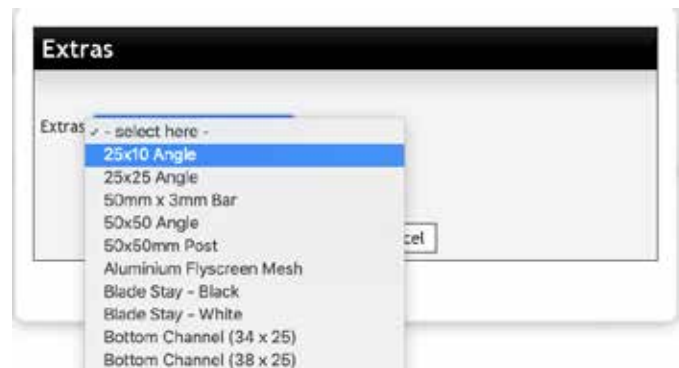 Extras
Extras
✓ - select here -
25x10 Angle
25x25 Angle
50mm x 3mm Bar
50x50 Angle
50x50mm Post
cel
Aluminium Flyscreen Mesh
Blade Stay - Black
Blade Stay - White
Bottom Channel (34 x 25)
Bottom Channel (38 x 25)